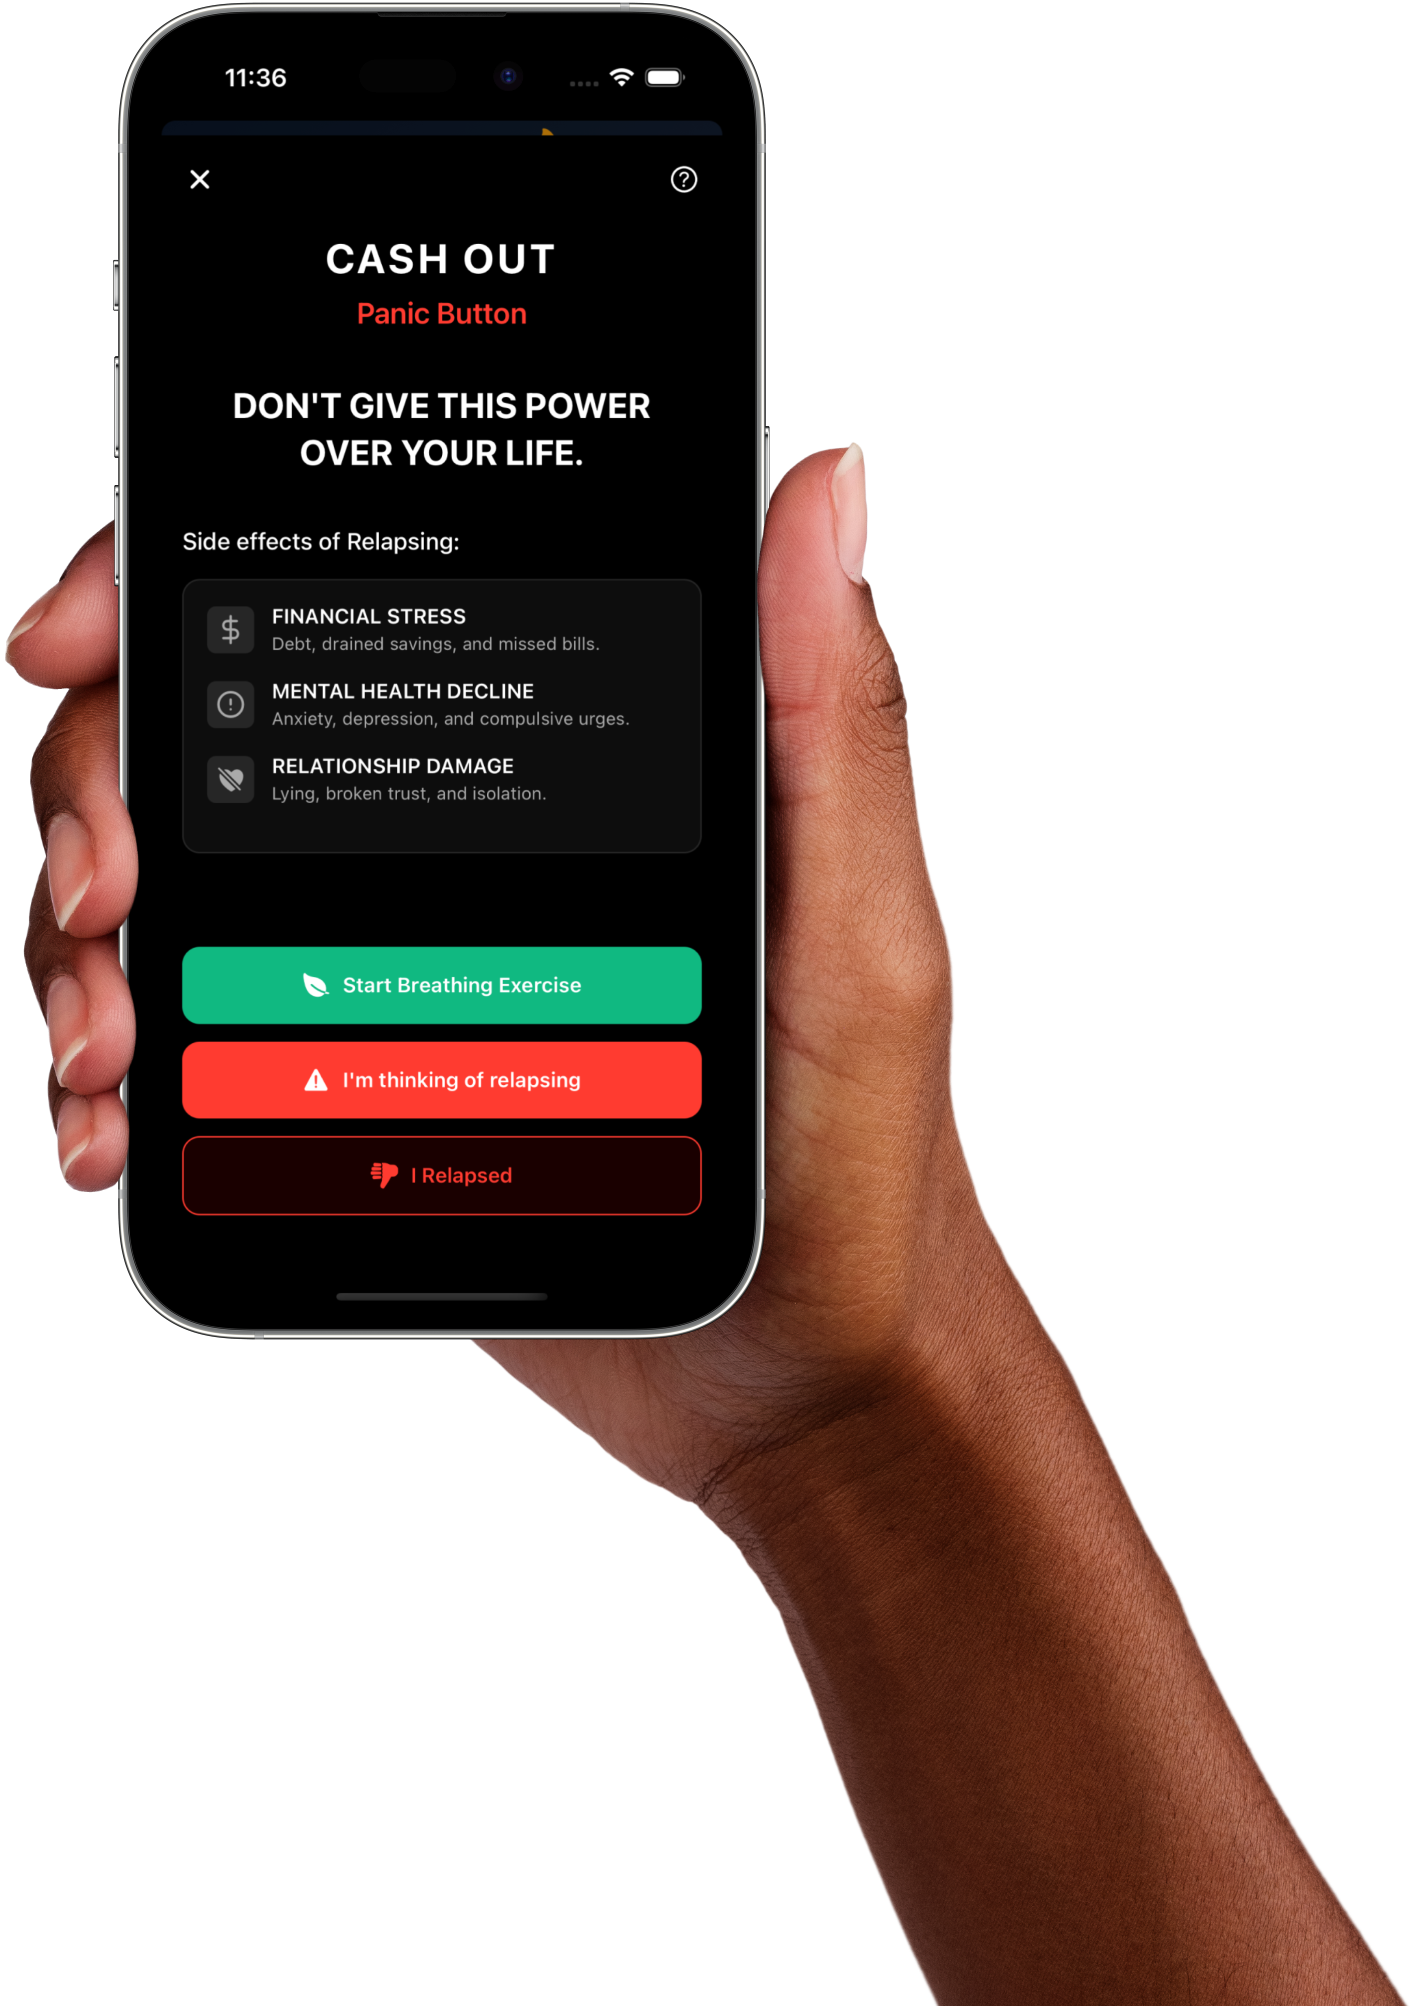 11:36
CASH OUT
Panic Button
DON'T GIVE THIS POWER
OVER YOUR LIFE.
Side effects of Relapsing:
FINANCIAL STRESS
Debt, drained savings, and missed bills.
MENTAL HEALTH DECLINE
Anxiety, depression, and compulsive urges.
RELATIONSHIP DAMAGE
Lying, broken trust, and isolation.
Start Breathing Exercise
I'm thinking of relapsing
I Relapsed